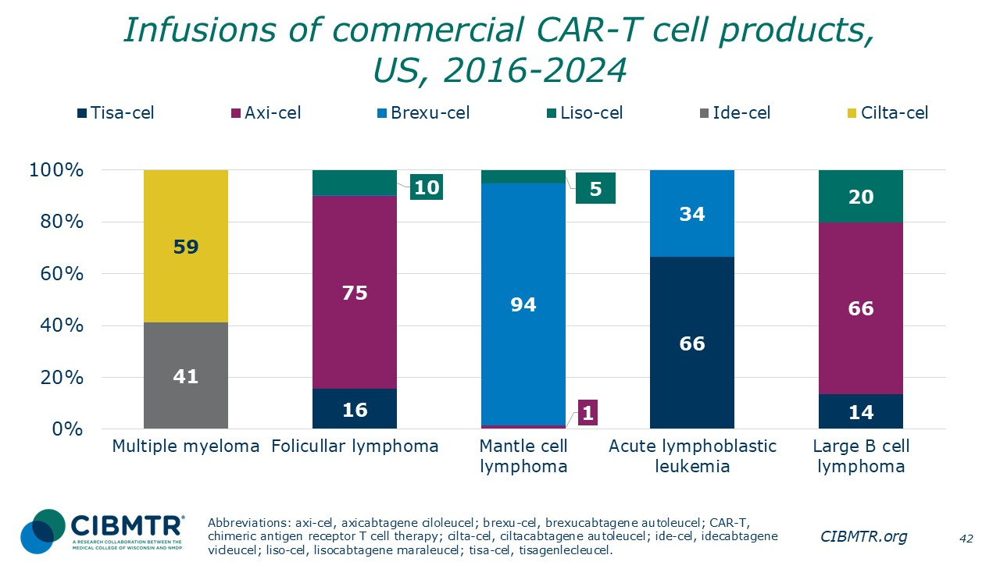 Infusions of commercial CAR-T cell products,
US, 2016-2024
Tisa-cel Axi-cel Brexu-cel Liso-cel Ide-cel Cilta-cel
100%
80%
60%
40%
20%
0%
59
41
10
75
16
5
94
1
34
66
20
66
14
Multiple myeloma Folicullar lymphoma Mantle cell lymphoma Acute lymphoblastic leukemia Large B cell lymphoma
CIBMTR®
A RESEARCH COLLABORATION BETWEEN THE
MEDICAL COLLEGE OF WISCONSIN AND NMDP
Abbreviations: axi-cel, axicabtagene ciloleucel; brexu-cel, brexucabtagene autoleucel; CAR-T,
chimeric antigen receptor T cell therapy; cilta-cel, ciltacabtagene autoleucel; ide-cel, idecabtagene
vicleucel; liso-cel, lisocabtagene maraleucel; tisa-cel, tisagenlecleucel.
CIBMTR.org
42